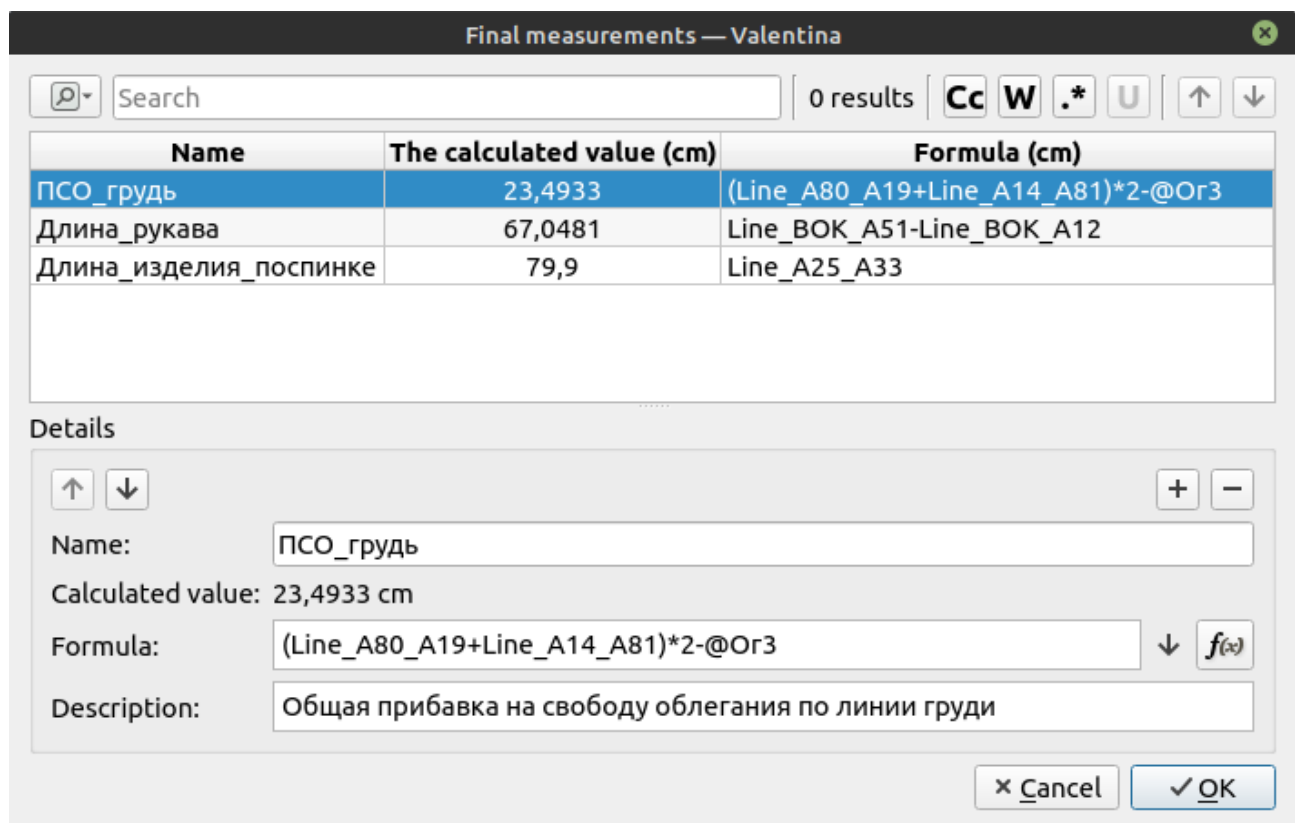 Final measurements — Valentina
Search 0 results Cc W .* U
Name The calculated value (cm) Formula (cm)
ПСО_грудь 23,4933 (Line_A80_A19+Line_A14_A81)*2-@Ог3
Длина_рукава 67,0481 Line_ВОК_A51-Line_ВОК_A12
Длина_изделия_поспинке 79,9 Line_A25_A33
Details
Name: ПСО_грудь
Calculated value: 23,4933 cm
Formula: (Line_A80_A19+Line_A14_A81)*2-@Ог3 f(x)
Description: Общая прибавка на свободу облегания по линии груди
Cancel OK